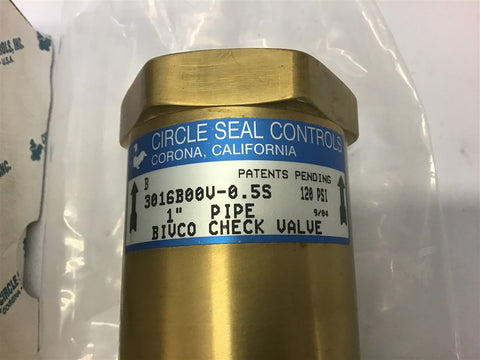 CIRCLE SEAL CONTROLS
CORONA, CALIFORNIA
PATENTS PENDING
B
3016B00V-0.5S 120 PSI
1" PIPE 9/04
BIVCO CHECK VALVE